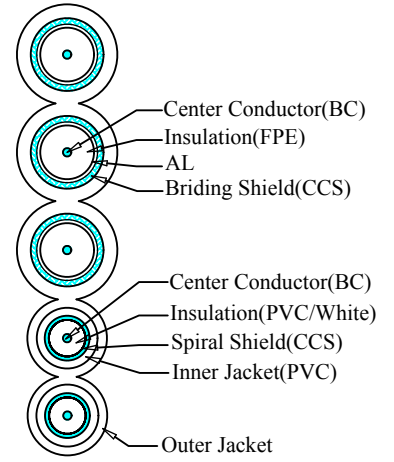 Center Conductor(BC)
Insulation(FPE)
AL
Briding Shield(CCS)
Center Conductor(BC)
Insulation(PVC/White)
Spiral Shield(CCS)
Inner Jacket(PVC)
Outer Jacket